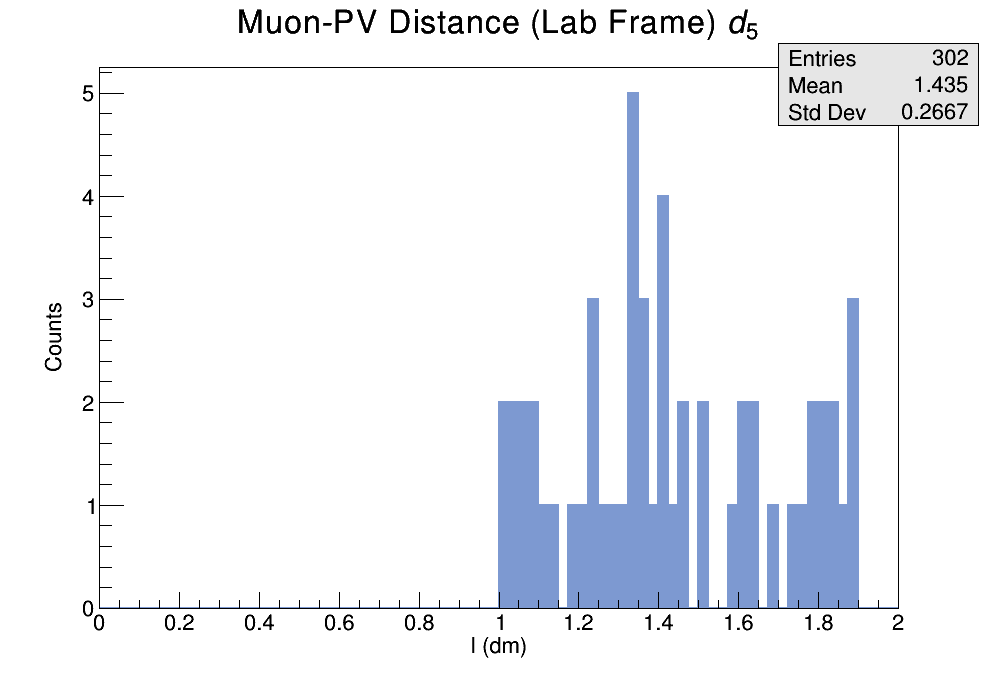 Muon-PV Distance (Lab Frame) d₅
Entries 302
Mean 1.435
Std Dev 0.2667
5
4
3
2
1
0
Counts
0 0.2 0.4 0.6 0.8 1 1.2 1.4 1.6 1.8 2
l (dm)